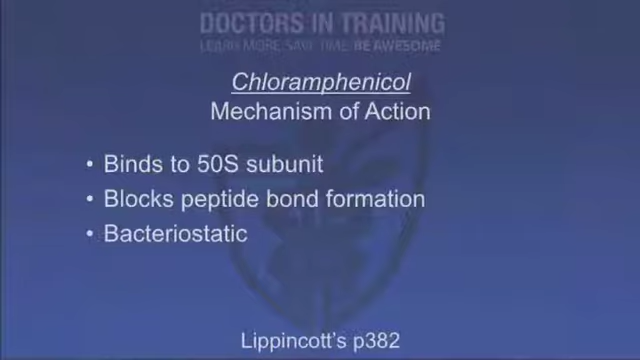 DOCTORS IN TRAINING
LEARN MORE. SAVE TIME. BE AWESOME.
Chloramphenicol
Mechanism of Action
• Binds to 50S subunit
• Blocks peptide bond formation
• Bacteriostatic
Lippincott's p382